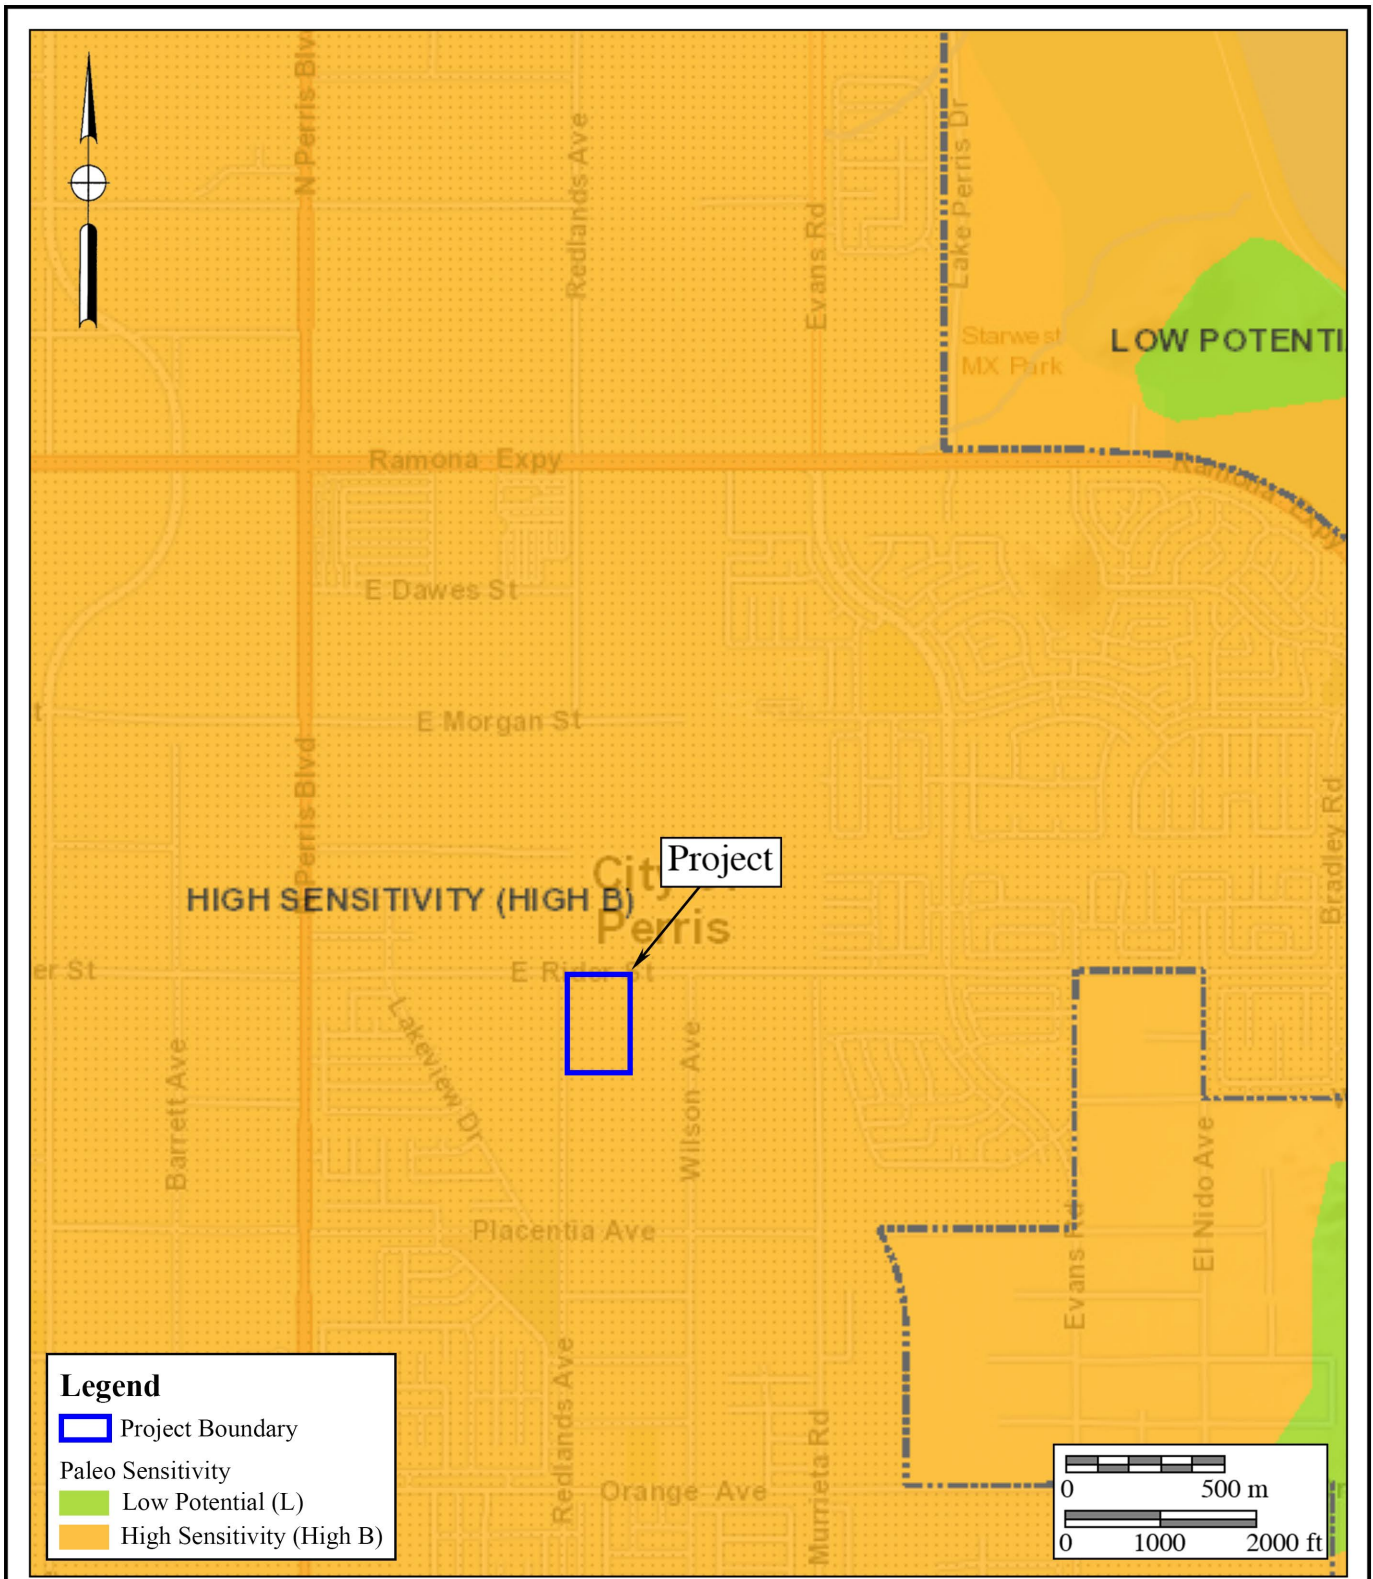 N Perris Blv
Redlands Ave
Evans Rd
Lake Perris Dr
Starwest
MX Park
LOW POTENTI
Ramona Expy
Ramona Expy
E Dawes St
t
E Morgan St
Perris Blvd
Bradley Rd
Project
City of
Perris
HIGH SENSITIVITY (HIGH B)
er St
E Rider St
Lakeview Dr
Barrett Ave
Wilson Ave
El Nido Ave
Evans Rd
Placentia Ave
Redlands Ave
Orange Ave
Murrieta Rd
Legend
Project Boundary
Paleo Sensitivity
Low Potential (L)
High Sensitivity (High B)
0 500 m
0 1000 2000 ft